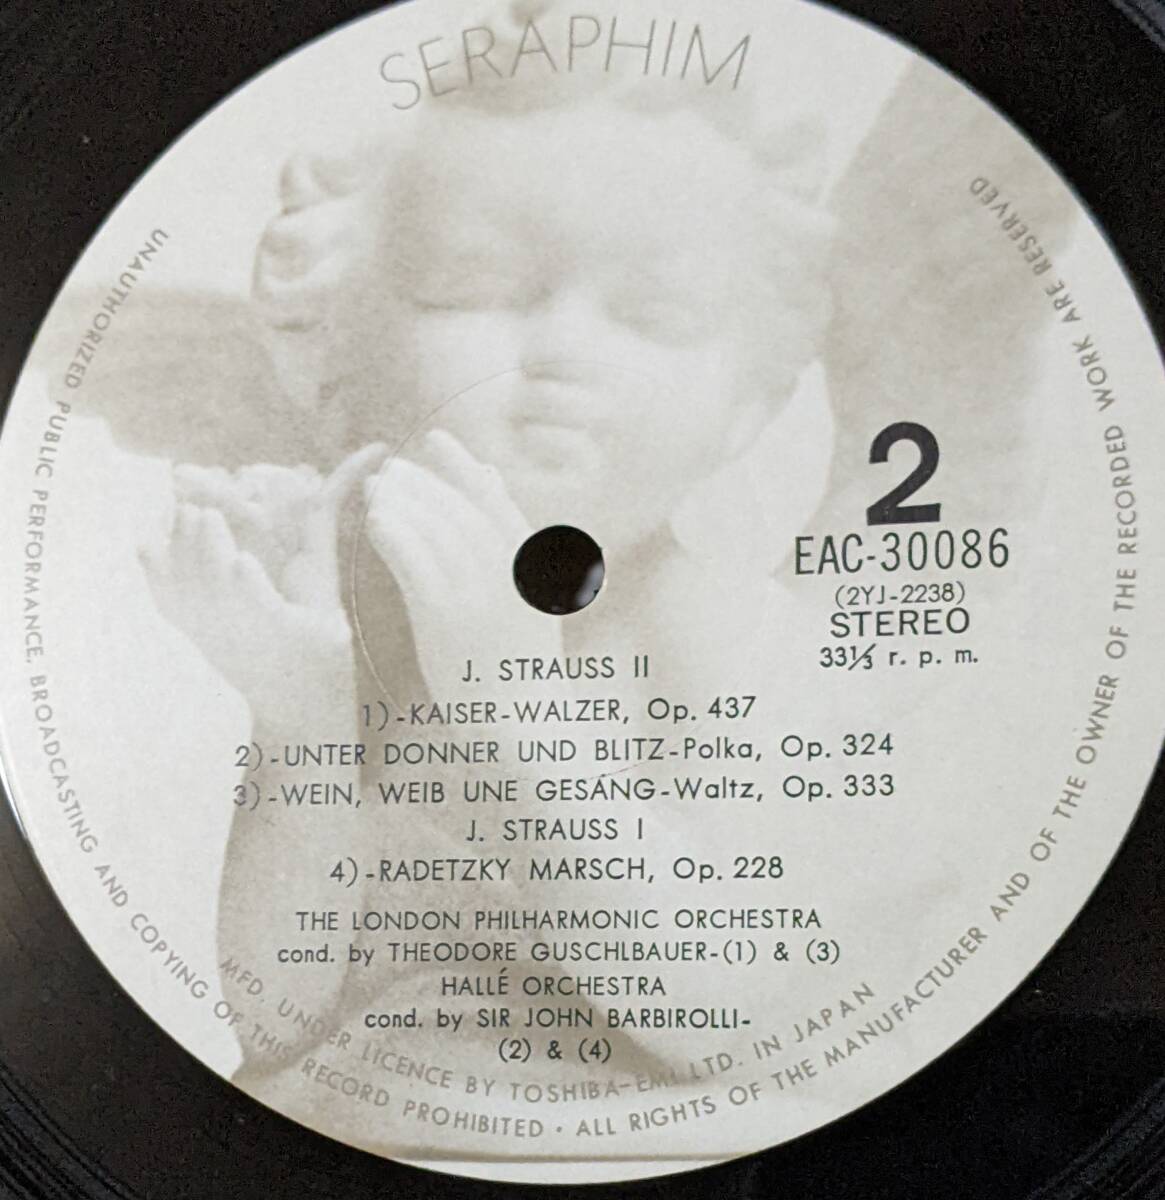 SERAPHIM
2
EAC-30086
(2YJ-2238)
STEREO
33⅓ r. p. m.
J. STRAUSS II
1)-KAISER-WALZER, Op. 437
2)-UNTER DONNER UND BLITZ-Polka, Op. 324
3)-WEIN, WEIB UNE GESANG-Waltz, Op. 333
J. STRAUSS I
4)-RADETZKY MARSCH, Op. 228
THE LONDON PHILHARMONIC ORCHESTRA
cond. by THEODORE GUSCHLBAUER-(1) & (3)
HALLÉ ORCHESTRA
cond. by SIR JOHN BARBIROLLI-
(2) & (4)
MFD. UNDER LICENCE BY TOSHIBA-EMI LTD. IN JAPAN
UNAUTHORIZED PUBLIC PERFORMANCE, BROADCASTING AND COPYING OF THIS RECORD PROHIBITED • ALL RIGHTS OF THE MANUFACTURER AND OF THE OWNER OF THE RECORDED WORK ARE RESERVED